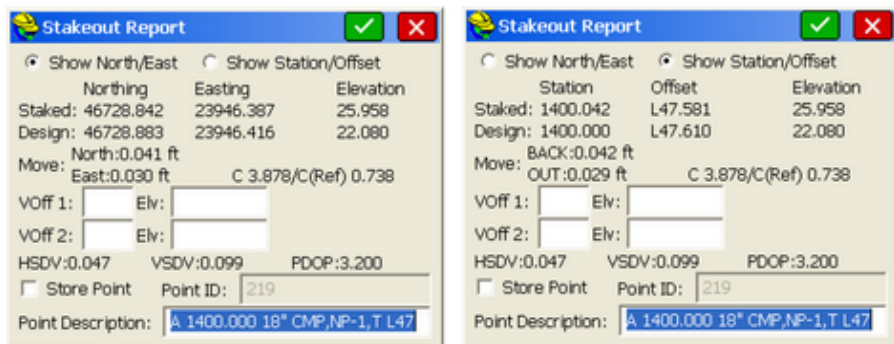 Stakeout Report
Show North/East Show Station/Offset
Northing Easting Elevation
Staked: 46728.842 23946.387 25.958
Design: 46728.883 23946.416 22.080
Move: North:0.041 ft
East:0.030 ft C 3.878/C(Ref) 0.738
VOff 1: Elv:
VOff 2: Elv:
HSDV:0.047 VSDV:0.099 PDOP:3.200
Store Point Point ID: 219
Point Description: A 1400.000 18" CMP,NP-1,T L47
Stakeout Report
Show North/East Show Station/Offset
Station Offset Elevation
Staked: 1400.042 L47.581 25.958
Design: 1400.000 L47.610 22.080
Move: BACK:0.042 ft
OUT:0.029 ft C 3.878/C(Ref) 0.738
VOff 1: Elv:
VOff 2: Elv:
HSDV:0.047 VSDV:0.099 PDOP:3.200
Store Point Point ID: 219
Point Description: A 1400.000 18" CMP,NP-1,T L47